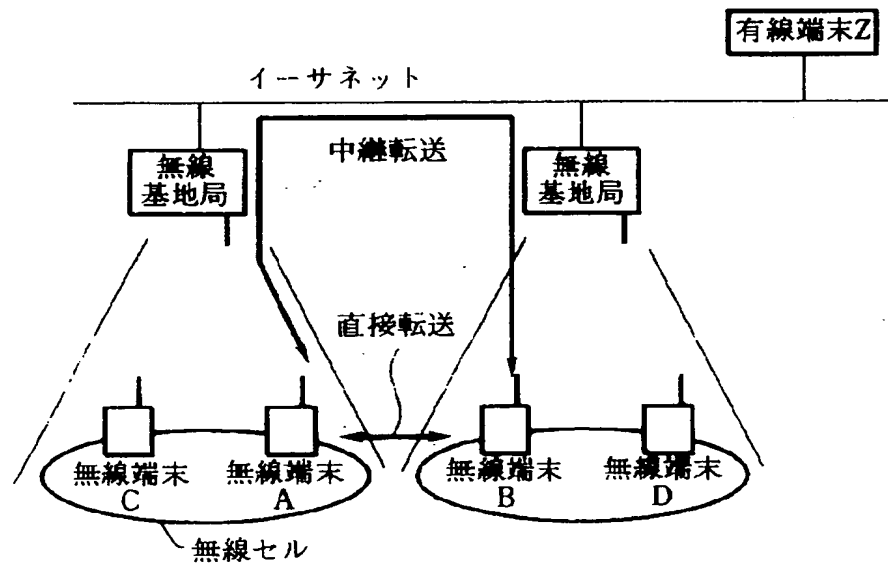 有線端末Z
イーサネット
中継転送
無線
基地局
無線
基地局
直接転送
無線端末
C
無線端末
A
無線端末
B
無線端末
D
無線セル